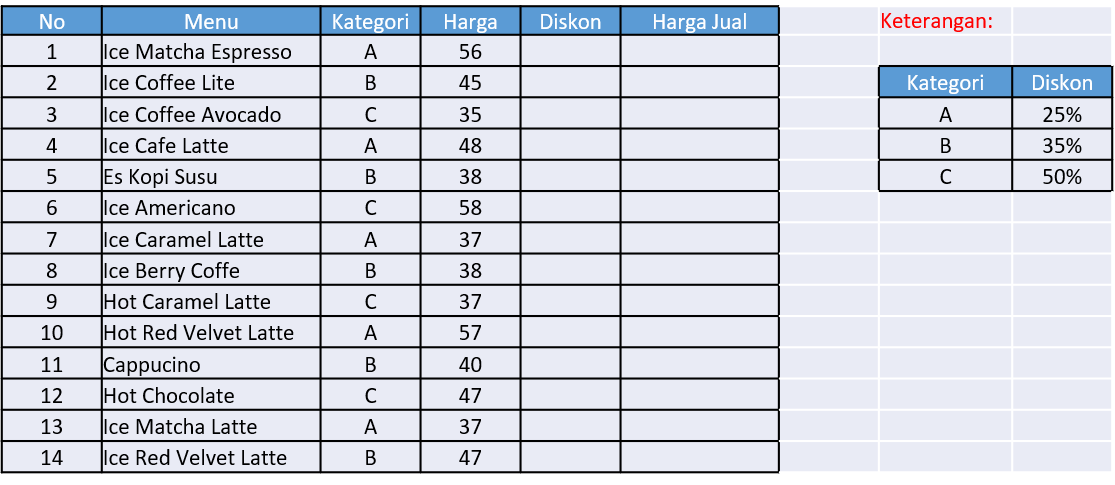 No Menu Kategori Harga Diskon Harga Jual Keterangan:
1 Ice Matcha Espresso A 56
2 Ice Coffee Lite B 45 Kategori Diskon
3 Ice Coffee Avocado C 35 A 25%
4 Ice Cafe Latte A 48 B 35%
5 Es Kopi Susu B 38 C 50%
6 Ice Americano C 58
7 Ice Caramel Latte A 37
8 Ice Berry Coffe B 38
9 Hot Caramel Latte C 37
10 Hot Red Velvet Latte A 57
11 Cappucino B 40
12 Hot Chocolate C 47
13 Ice Matcha Latte A 37
14 Ice Red Velvet Latte B 47